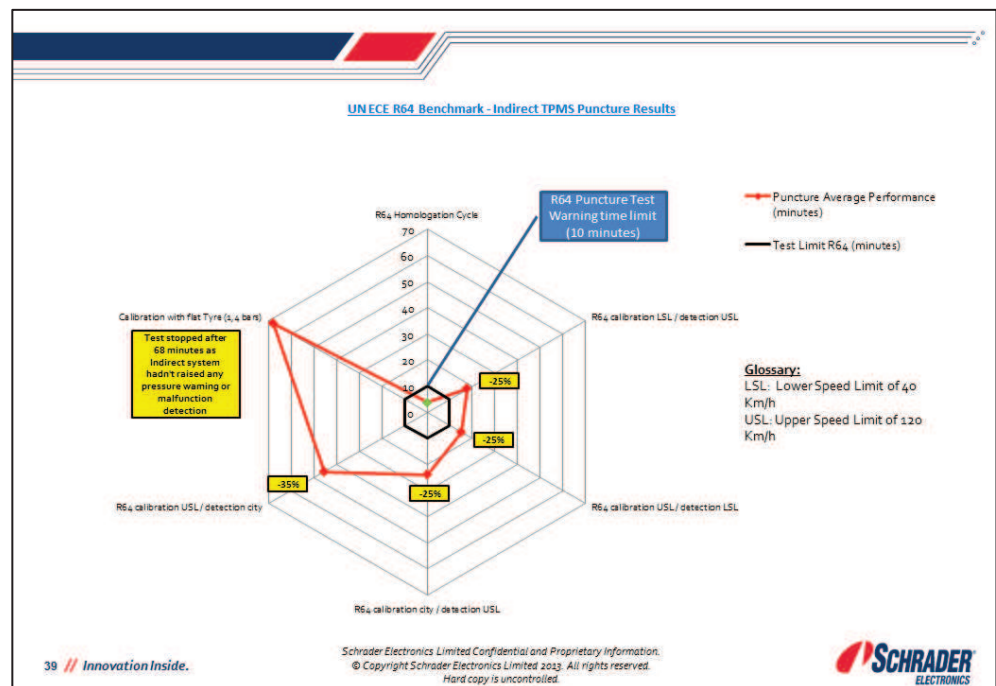 UN ECE R64 Benchmark - Indirect TPMS Puncture Results
R64 Puncture Test
Warning time limit
(10 minutes)
Puncture Average Performance
(minutes)
Test Limit R64 (minutes)
R64 Homologation Cycle
70
60
50
40
30
20
10
0
Calibration with flat Tyre (1,4 bars)
Test stopped after
68 minutes as
Indirect system
hadn't raised any
pressure warning or
malfunction
detection
R64 calibration LSL / detection USL
-25%
-25%
-25%
-35%
Glossary:
LSL: Lower Speed Limit of 40
Km/h
USL: Upper Speed Limit of 120
Km/h
R64 calibration USL / detection city
R64 calibration USL / detection LSL
R64 calibration city / detection USL
39 // Innovation Inside.
Schrader Electronics Limited Confidential and Proprietary Information.
© Copyright Schrader Electronics Limited 2013. All rights reserved.
Hard copy is uncontrolled.
SCHRADER
ELECTRONICS